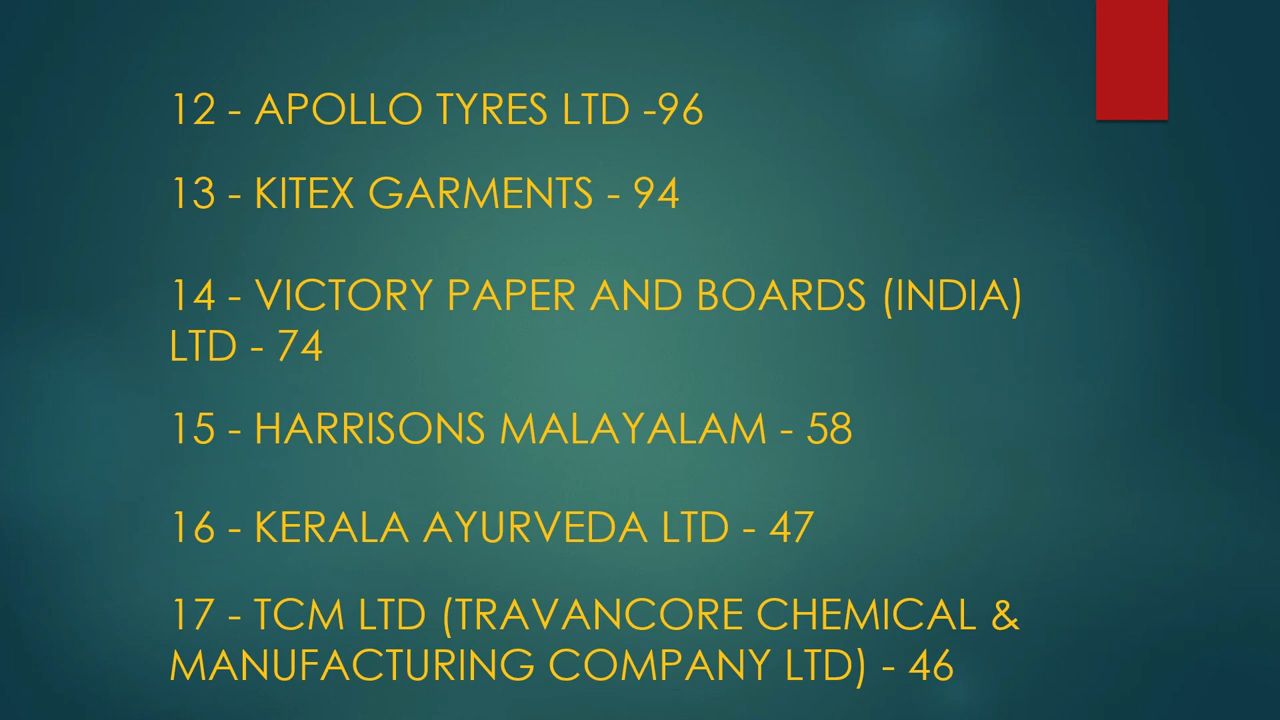 12 - APOLLO TYRES LTD -96
13 - KITEX GARMENTS - 94
14 - VICTORY PAPER AND BOARDS (INDIA)
LTD - 74
15 - HARRISONS MALAYALAM - 58
16 - KERALA AYURVEDA LTD - 47
17 - TCM LTD (TRAVANCORE CHEMICAL &
MANUFACTURING COMPANY LTD) - 46